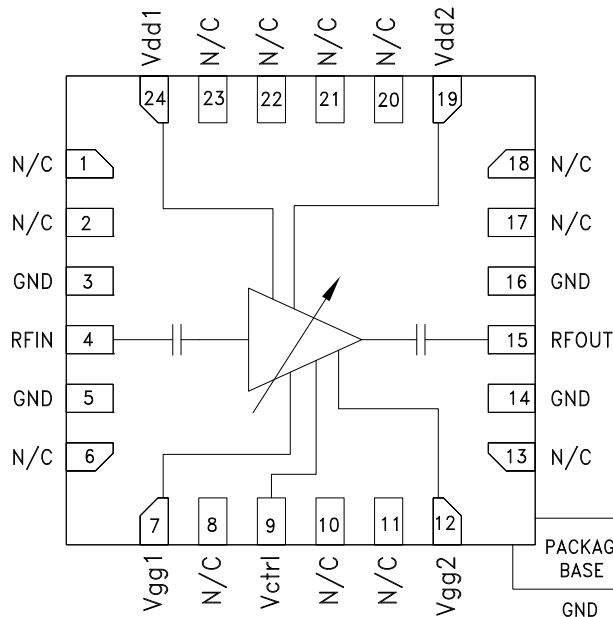 Vdd1 N/C N/C N/C N/C Vdd2
24 23 22 21 20 19
N/C 1 18 N/C
N/C 2 17 N/C
GND 3 16 GND
RFIN 4 15 RFOUT
GND 5 14 GND
N/C 6 13 N/C
7 8 9 10 11 12
Vgg1 N/C Vctrl N/C N/C Vgg2
PACKAG
BASE
GND